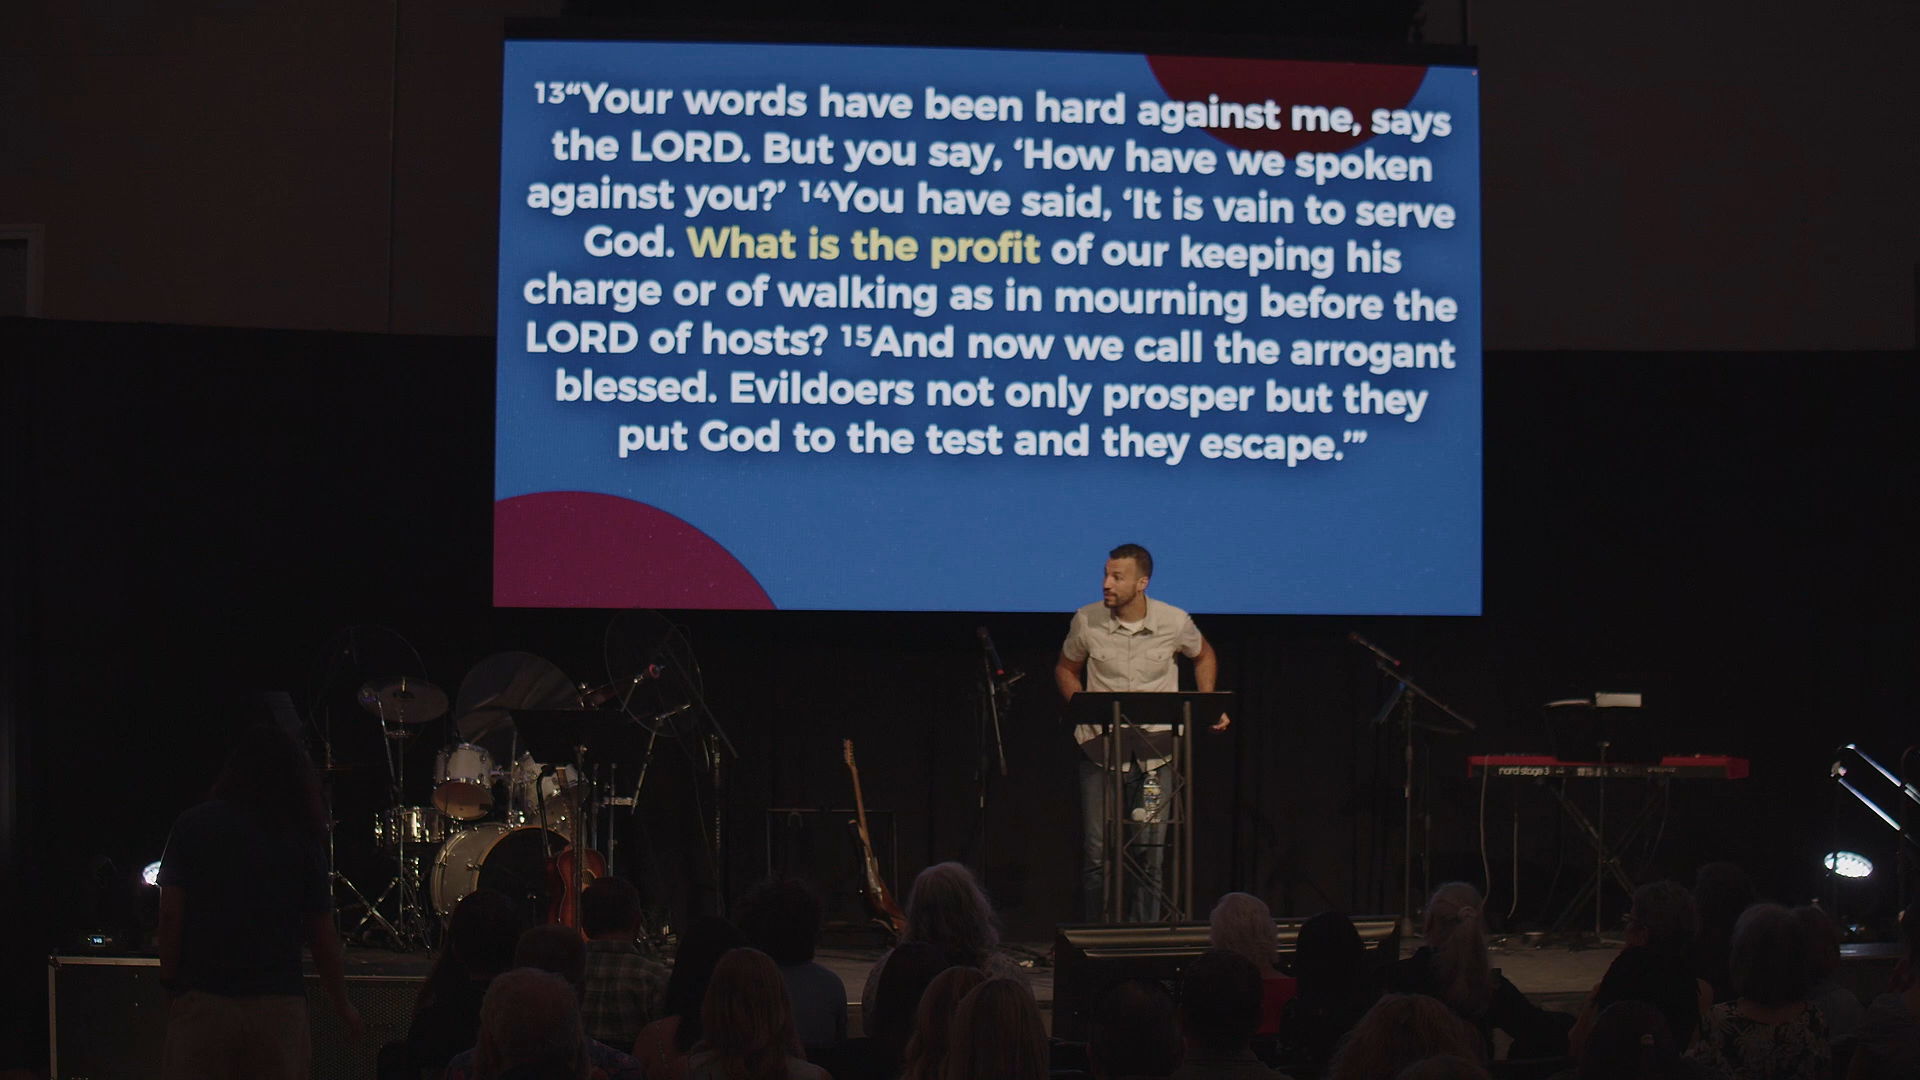 ¹³“Your words have been hard against me, says
the LORD. But you say, ‘How have we spoken
against you?’ ¹⁴You have said, ‘It is vain to serve
God. What is the profit of our keeping his
charge or of walking as in mourning before the
LORD of hosts? ¹⁵And now we call the arrogant
blessed. Evildoers not only prosper but they
put God to the test and they escape.’”
nord stage 3